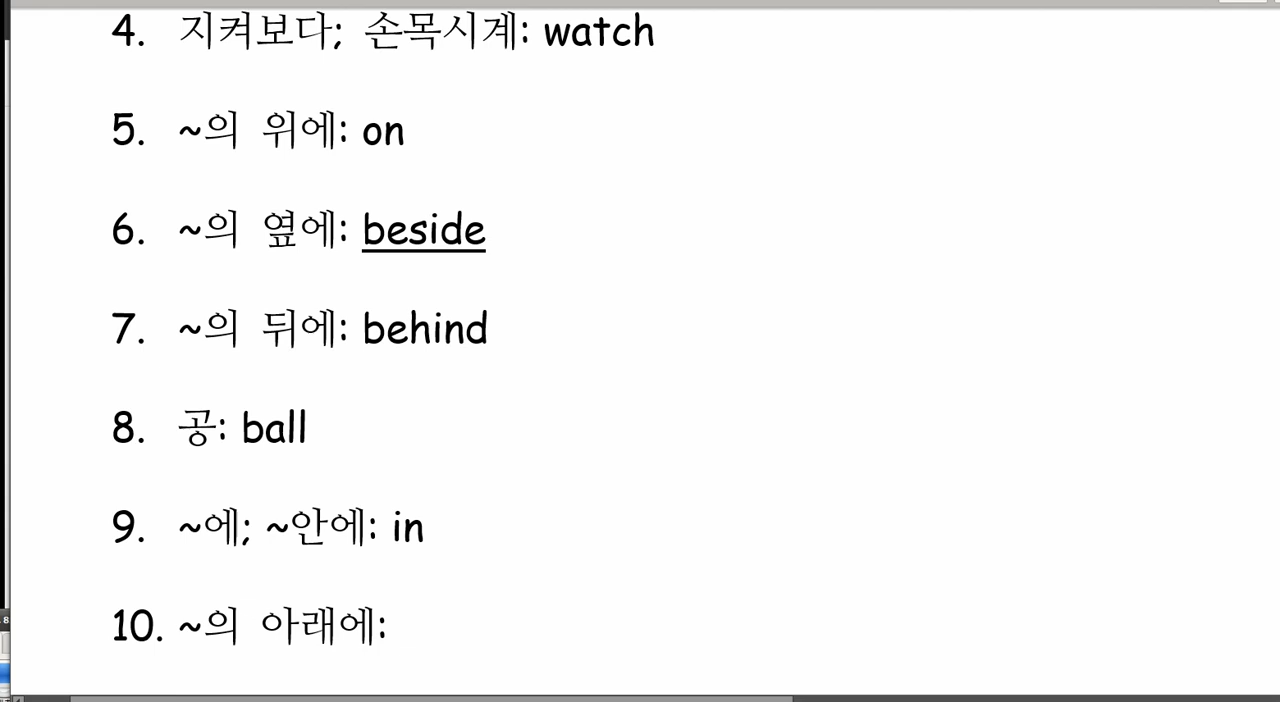 4. 지켜보다; 손목시계: watch
5. ~의 위에: on
6. ~의 옆에: beside
7. ~의 뒤에: behind
8. 공: ball
9. ~에; ~안에: in
10. ~의 아래에:
8